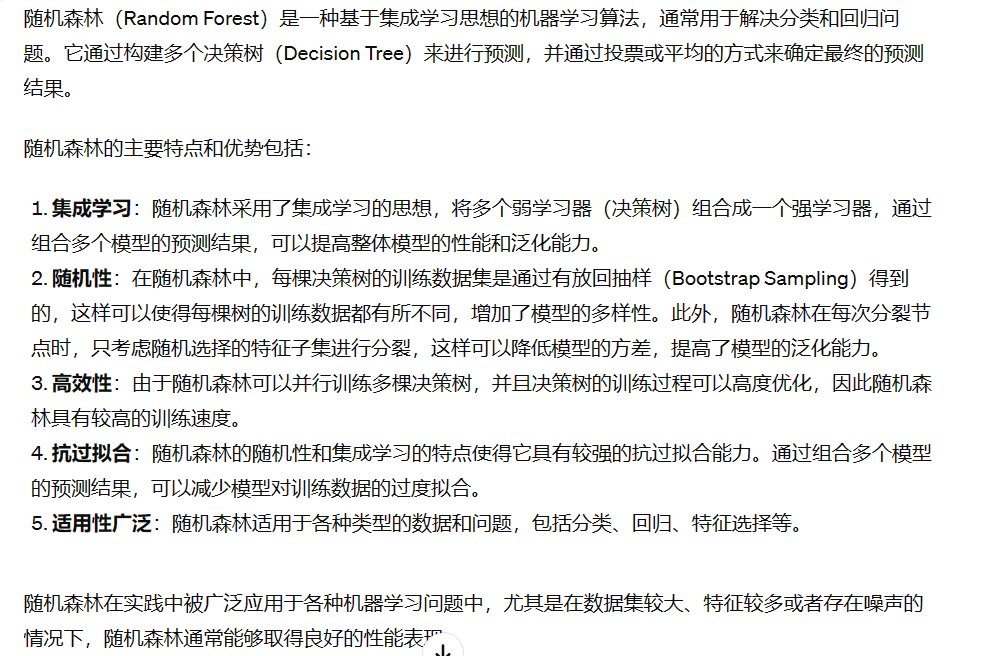 随机森林（Random Forest）是一种基于集成学习思想的机器学习算法，通常用于解决分类和回归问
题。它通过构建多个决策树（Decision Tree）来进行预测，并通过投票或平均的方式来确定最终的预测
结果。
随机森林的主要特点和优势包括：
1. 集成学习：随机森林采用了集成学习的思想，将多个弱学习器（决策树）组合成一个强学习器，通过
组合多个模型的预测结果，可以提高整体模型的性能和泛化能力。
2. 随机性：在随机森林中，每棵决策树的训练数据集是通过有放回抽样（Bootstrap Sampling）得到
的，这样可以使得每棵树的训练数据都有所不同，增加了模型的多样性。此外，随机森林在每次分裂节
点时，只考虑随机选择的特征子集进行分裂，这样可以降低模型的方差，提高了模型的泛化能力。
3. 高效性：由于随机森林可以并行训练多棵决策树，并且决策树的训练过程可以高度优化，因此随机森
林具有较高的训练速度。
4. 抗过拟合：随机森林的随机性和集成学习的特点使得它具有较强的抗过拟合能力。通过组合多个模型
的预测结果，可以减少模型对训练数据的过度拟合。
5. 适用性广泛：随机森林适用于各种类型的数据和问题，包括分类、回归、特征选择等。
随机森林在实践中被广泛应用于各种机器学习问题中，尤其是在数据集较大、特征较多或者存在噪声的
情况下，随机森林通常能够取得良好的性能表现